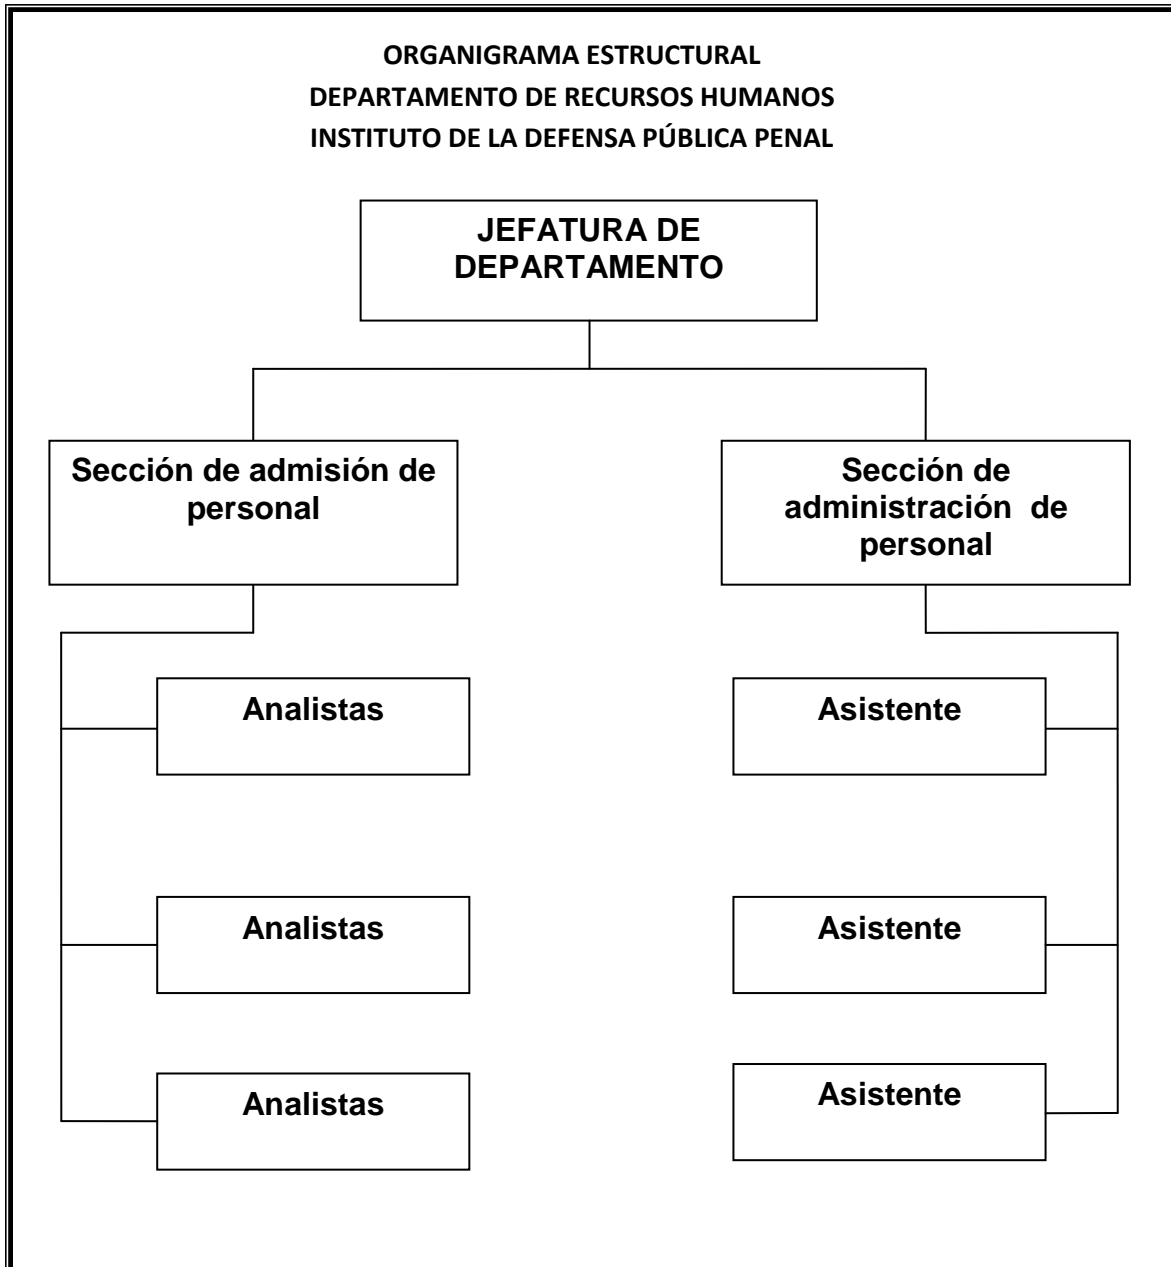 ORGANIGRAMA ESTRUCTURAL
DEPARTAMENTO DE RECURSOS HUMANOS
INSTITUTO DE LA DEFENSA PÚBLICA PENAL
JEFATURA DE
DEPARTAMENTO
Sección de admisión de
personal
Sección de
administración de
personal
Analistas
Asistente
Analistas
Asistente
Analistas
Asistente